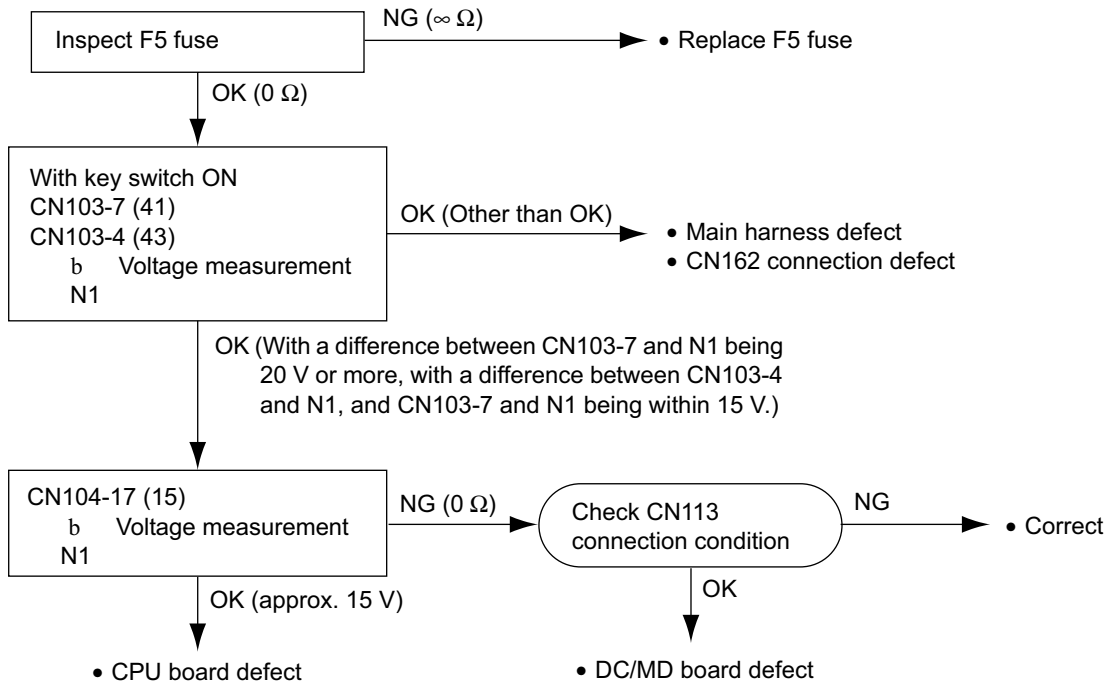 Inspect F5 fuse
NG (∞ Ω)
• Replace F5 fuse
OK (0 Ω)
With key switch ON
CN103-7 (41)
CN103-4 (43)
b Voltage measurement
N1
OK (Other than OK)
• Main harness defect
• CN162 connection defect
OK (With a difference between CN103-7 and N1 being
20 V or more, with a difference between CN103-4
and N1, and CN103-7 and N1 being within 15 V.)
CN104-17 (15)
b Voltage measurement
N1
NG (0 Ω)
Check CN113
connection condition
NG
• Correct
OK (approx. 15 V)
OK
• CPU board defect
• DC/MD board defect